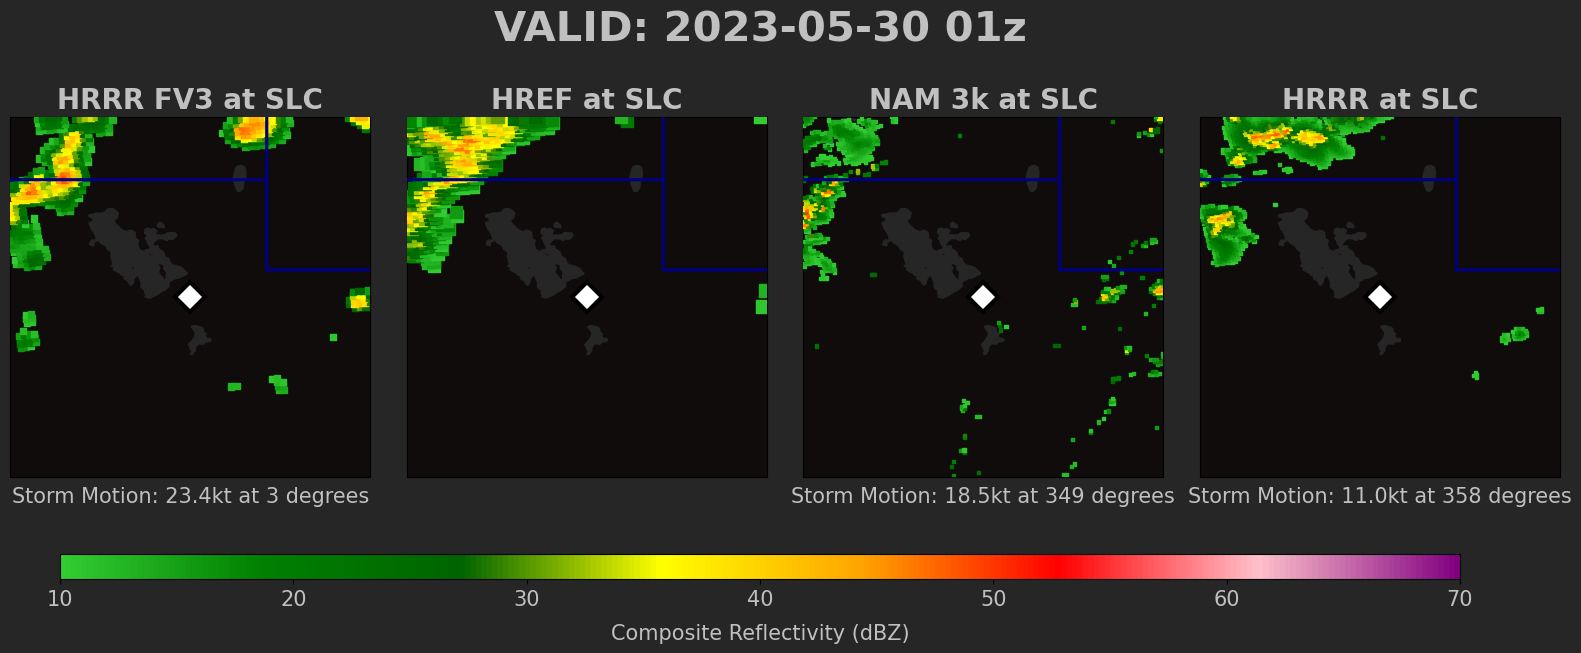 VALID: 2023-05-30 01z
HRRR FV3 at SLC
HREF at SLC
NAM 3k at SLC
HRRR at SLC
Storm Motion: 23.4kt at 3 degrees
Storm Motion: 18.5kt at 349 degrees
Storm Motion: 11.0kt at 358 degrees
10 20 30 40 50 60 70
Composite Reflectivity (dBZ)